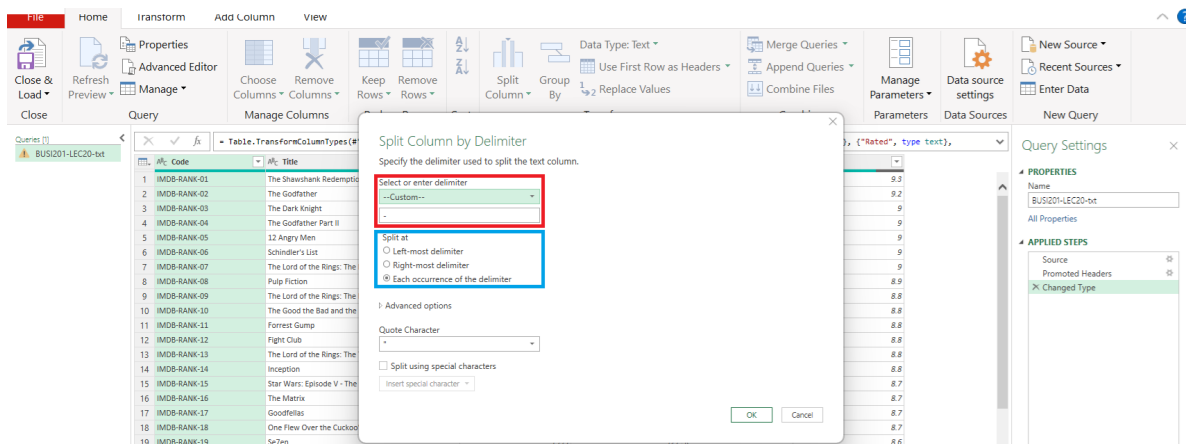 File Home Transform Add Column View
Close & Load
Refresh Preview
Properties
Advanced Editor
Manage
Choose Columns
Remove Columns
Keep Rows
Remove Rows
Split Column
Group By
Data Type: Text
Use First Row as Headers
Replace Values
Merge Queries
Append Queries
Combine Files
Manage Parameters
Data source settings
New Source
Recent Sources
Enter Data
Close Query Manage Columns Parameters Data Sources New Query
Queries [1]
BUSI201-LEC20-txt
fx = Table.TransformColumnTypes(# ), {"Rated", type text},
ABC Code ABC Title
1 IMDB-RANK-01 The Shawshank Redemptio 9.3
2 IMDB-RANK-02 The Godfather 9.2
3 IMDB-RANK-03 The Dark Knight 9
4 IMDB-RANK-04 The Godfather Part II 9
5 IMDB-RANK-05 12 Angry Men 9
6 IMDB-RANK-06 Schindler's List 9
7 IMDB-RANK-07 The Lord of the Rings: The 9
8 IMDB-RANK-08 Pulp Fiction 8.9
9 IMDB-RANK-09 The Lord of the Rings: The 8.8
10 IMDB-RANK-10 The Good the Bad and the 8.8
11 IMDB-RANK-11 Forrest Gump 8.8
12 IMDB-RANK-12 Fight Club 8.8
13 IMDB-RANK-13 The Lord of the Rings: The 8.8
14 IMDB-RANK-14 Inception 8.8
15 IMDB-RANK-15 Star Wars: Episode V - The 8.7
16 IMDB-RANK-16 The Matrix 8.7
17 IMDB-RANK-17 Goodfellas 8.7
18 IMDB-RANK-18 One Flew Over the Cuckoo 8.7
19 IMDB-RANK-19 Se7en 8.6
Split Column by Delimiter
Specify the delimiter used to split the text column.
Select or enter delimiter
--Custom--
-
Split at
Left-most delimiter
Right-most delimiter
Each occurrence of the delimiter
Advanced options
Quote Character
"
Split using special characters
Insert special character
OK Cancel
Query Settings
PROPERTIES
Name
BUSI201-LEC20-txt
All Properties
APPLIED STEPS
Source
Promoted Headers
Changed Type